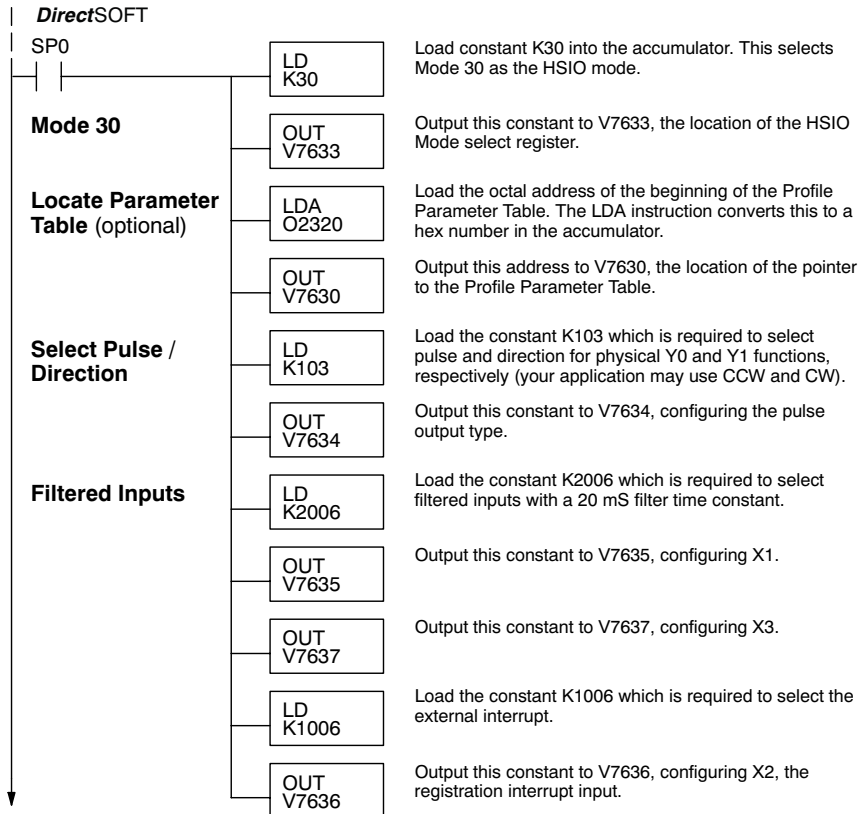 DirectSOFT
SP0
LD
K30
Load constant K30 into the accumulator. This selects
Mode 30 as the HSIO mode.
Mode 30
OUT
V7633
Output this constant to V7633, the location of the HSIO
Mode select register.
Locate Parameter
Table (optional)
LDA
O2320
Load the octal address of the beginning of the Profile
Parameter Table. The LDA instruction converts this to a
hex number in the accumulator.
OUT
V7630
Output this address to V7630, the location of the pointer
to the Profile Parameter Table.
Select Pulse /
Direction
LD
K103
Load the constant K103 which is required to select
pulse and direction for physical Y0 and Y1 functions,
respectively (your application may use CCW and CW).
OUT
V7634
Output this constant to V7634, configuring the pulse
output type.
Filtered Inputs
LD
K2006
Load the constant K2006 which is required to select
filtered inputs with a 20 mS filter time constant.
OUT
V7635
Output this constant to V7635, configuring X1.
OUT
V7637
Output this constant to V7637, configuring X3.
LD
K1006
Load the constant K1006 which is required to select the
external interrupt.
OUT
V7636
Output this constant to V7636, configuring X2, the
registration interrupt input.